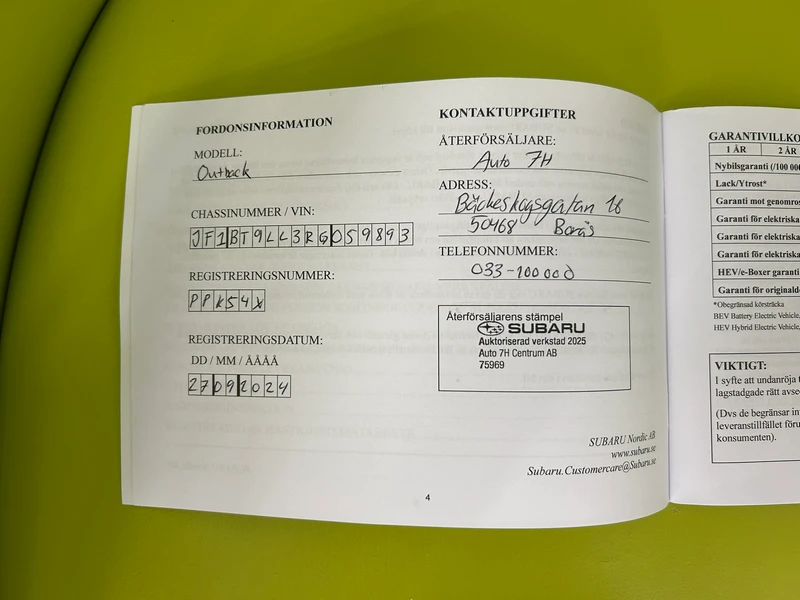 FORDONSINFORMATION
MODELL:
Outback
CHASSINUMMER / VIN:
JF1BT9LL3RG059893
REGISTRERINGSNUMMER:
PPK54X
REGISTRERINGSDATUM:
DD / MM / ÅÅÅÅ
27092024
KONTAKTUPPGIFTER
ÅTERFÖRSÄLJARE:
Auto 7H
ADRESS:
Bäckeskogsgatan 18
50468 Borås
TELEFONNUMMER:
033-100000
Återförsäljarens stämpel
SUBARU
Auktoriserad verkstad 2025
Auto 7H Centrum AB
75969
SUBARU Nordic AB
www.subaru.se
Subaru.Customercare@Subaru.se
4
GARANTIVILLKO
1 ÅR 2 ÅR
Nybilsgaranti (/100 000
Lack/Ytrost*
Garanti mot genomros
Garanti för elektriska
Garanti för elektriska
Garanti för elektriska
HEV/e-Boxer garanti
Garanti för originalde
*Obegränsad körsträcka
BEV Battery Electric Vehicle,
HEV Hybrid Electric Vehicle,
VIKTIGT:
I syfte att undanröja t
lagstadgade rätt avse
(Dvs de begränsar in
leveranstillfället föru
konsumenten).